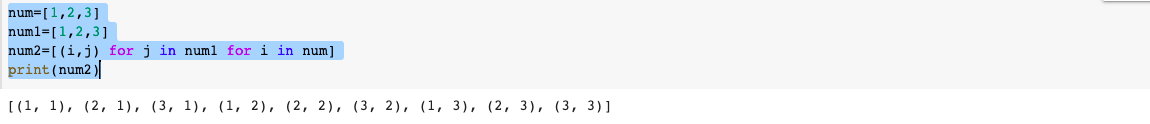 num=[1,2,3]
num1=[1,2,3]
num2=[(i,j) for j in num1 for i in num]
print(num2)
[(1, 1), (2, 1), (3, 1), (1, 2), (2, 2), (3, 2), (1, 3), (2, 3), (3, 3)]